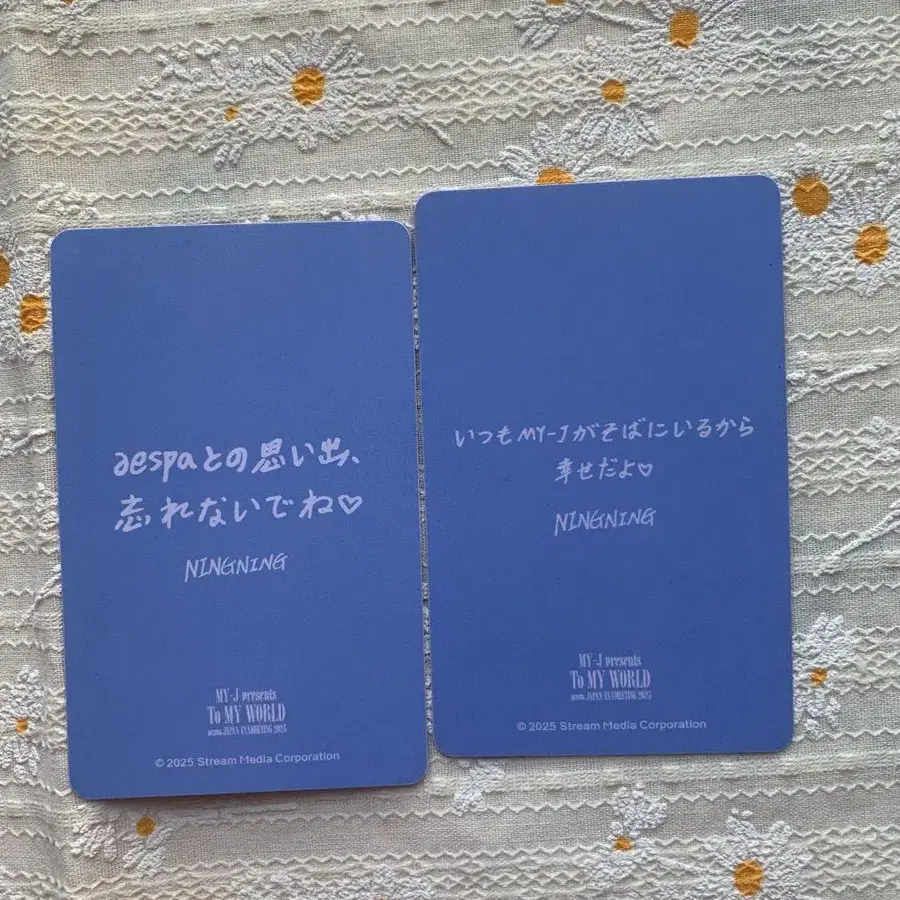 aespaとの思い出、
忘れないでね♡
NINGNING
MY-J presents
To MY WORLD
aespa JAPAN FANMEETING 2025
© 2025 Stream Media Corporation
いつもMY-Jがそばにいるから
幸せだよ♡
NINGNING
MY-J presents
To MY WORLD
aespa JAPAN FANMEETING 2025
© 2025 Stream Media Corporation